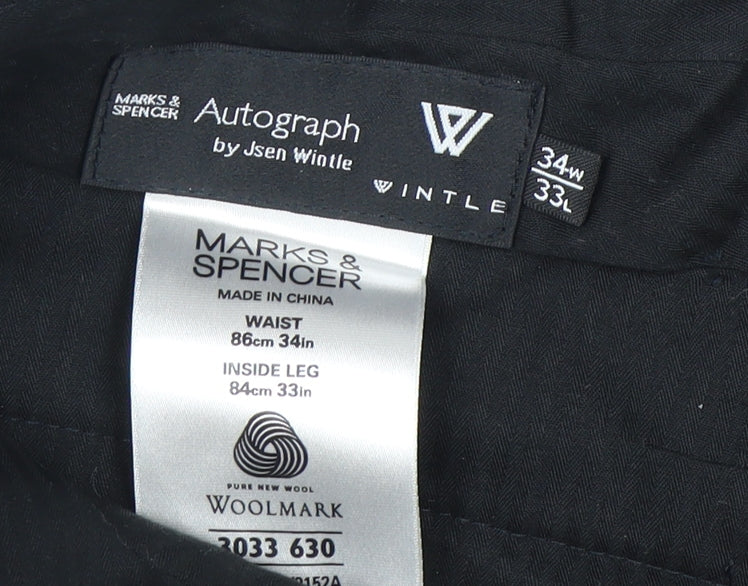 MARKS &
SPENCER
Autograph
by Jsen Wintle
W
WINTLE
34W
33L
MARKS &
SPENCER
MADE IN CHINA
WAIST
86cm 34in
INSIDE LEG
84cm 33in
PURE NEW WOOL
WOOLMARK
3033 630